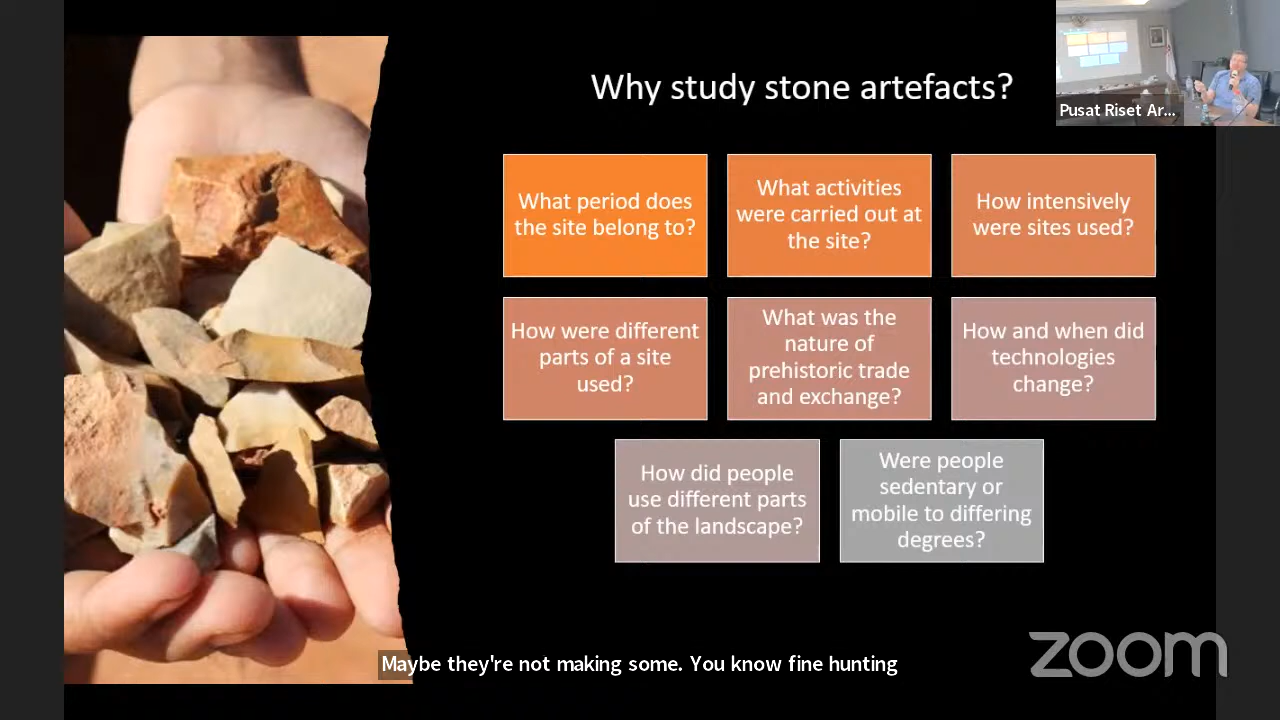 Why study stone artefacts?
Pusat Riset Ar...
What period does
the site belong to?
What activities
were carried out at
the site?
How intensively
were sites used?
How were different
parts of a site
used?
What was the
nature of
prehistoric trade
and exchange?
How and when did
technologies
change?
How did people
use different parts
of the landscape?
Were people
sedentary or
mobile to differing
degrees?
Maybe they're not making some. You know fine hunting
zoom